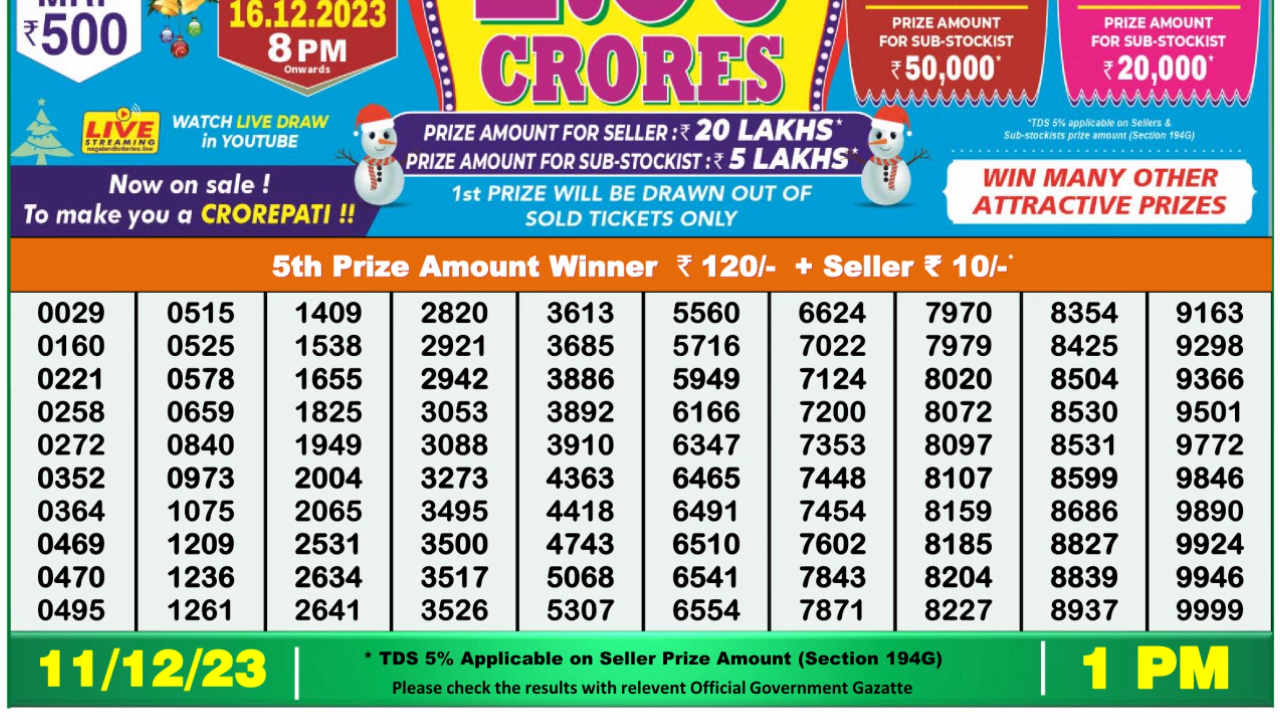 MRP
₹500
16.12.2023
8 PM
Onwards
CRORES
PRIZE AMOUNT
FOR SUB-STOCKIST
₹50,000*
PRIZE AMOUNT
FOR SUB-STOCKIST
₹20,000*
LIVE
STREAMING
nagalandlotteries.live
WATCH LIVE DRAW
in YOUTUBE
PRIZE AMOUNT FOR SELLER :₹ 20 LAKHS*
PRIZE AMOUNT FOR SUB-STOCKIST :₹ 5 LAKHS*
*TDS 5% applicable on Sellers &
Sub-stockists prize amount (Section 194G)
Now on sale !
To make you a CROREPATI !!
1st PRIZE WILL BE DRAWN OUT OF
SOLD TICKETS ONLY
WIN MANY OTHER
ATTRACTIVE PRIZES
5th Prize Amount Winner ₹ 120/- + Seller ₹ 10/-*
0029 0515 1409 2820 3613 5560 6624 7970 8354 9163
0160 0525 1538 2921 3685 5716 7022 7979 8425 9298
0221 0578 1655 2942 3886 5949 7124 8020 8504 9366
0258 0659 1825 3053 3892 6166 7200 8072 8530 9501
0272 0840 1949 3088 3910 6347 7353 8097 8531 9772
0352 0973 2004 3273 4363 6465 7448 8107 8599 9846
0364 1075 2065 3495 4418 6491 7454 8159 8686 9890
0469 1209 2531 3500 4743 6510 7602 8185 8827 9924
0470 1236 2634 3517 5068 6541 7843 8204 8839 9946
0495 1261 2641 3526 5307 6554 7871 8227 8937 9999
11/12/23
* TDS 5% Applicable on Seller Prize Amount (Section 194G)
Please check the results with relevent Official Government Gazatte
1 PM